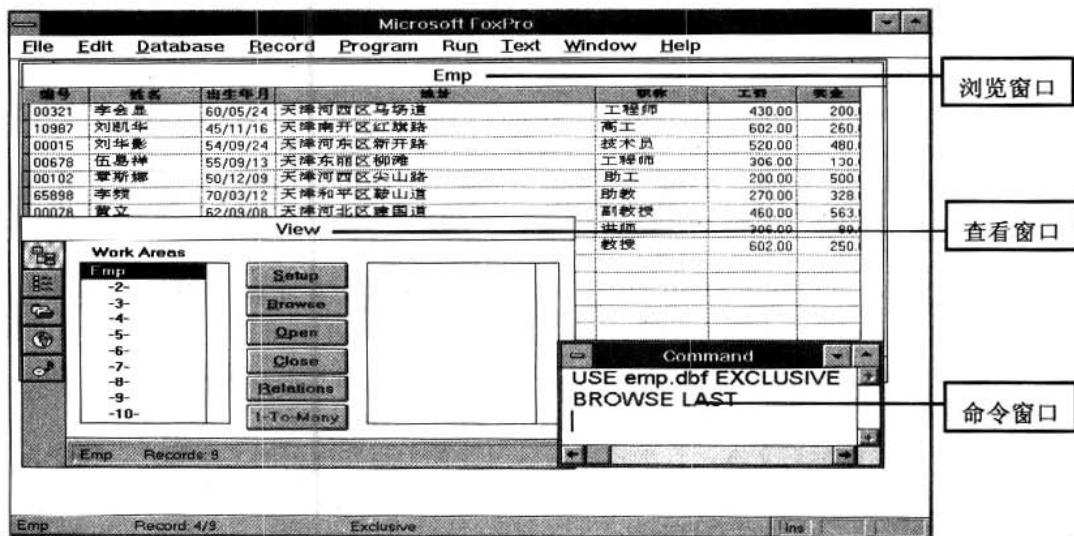 Microsoft FoxPro
File Edit Database Record Program Run Text Window Help
Emp
浏览窗口
编号 姓名 出生年月 地址 职称 工资 奖金
00321 李会显 60/05/24 天津河西区马场道 工程师 430.00 200.
10987 刘凯华 45/11/16 天津南开区红旗路 高工 602.00 260.
00015 刘华影 54/09/24 天津河东区新开路 技术员 520.00 480.
00678 伍易祥 55/09/13 天津东丽区柳滩 工程师 306.00 130.
00102 章斯娜 50/12/09 天津河西区尖山路 助工 200.00 500.
65898 李频 70/03/12 天津和平区鞍山道 助教 270.00 328.
00078 黄立 62/09/08 天津河北区建国道 副教授 460.00 563.
讲师 306.00
教授 602.00 250.
View
查看窗口
Work Areas
Emp
-2-
-3-
-4-
-5-
-6-
-7-
-8-
-9-
-10-
Setup
Browse
Open
Close
Relations
1-To-Many
Emp Records: 9
Command
USE emp.dbf EXCLUSIVE
BROWSE LAST
命令窗口
Emp Record: 4/9 Exclusive Ins